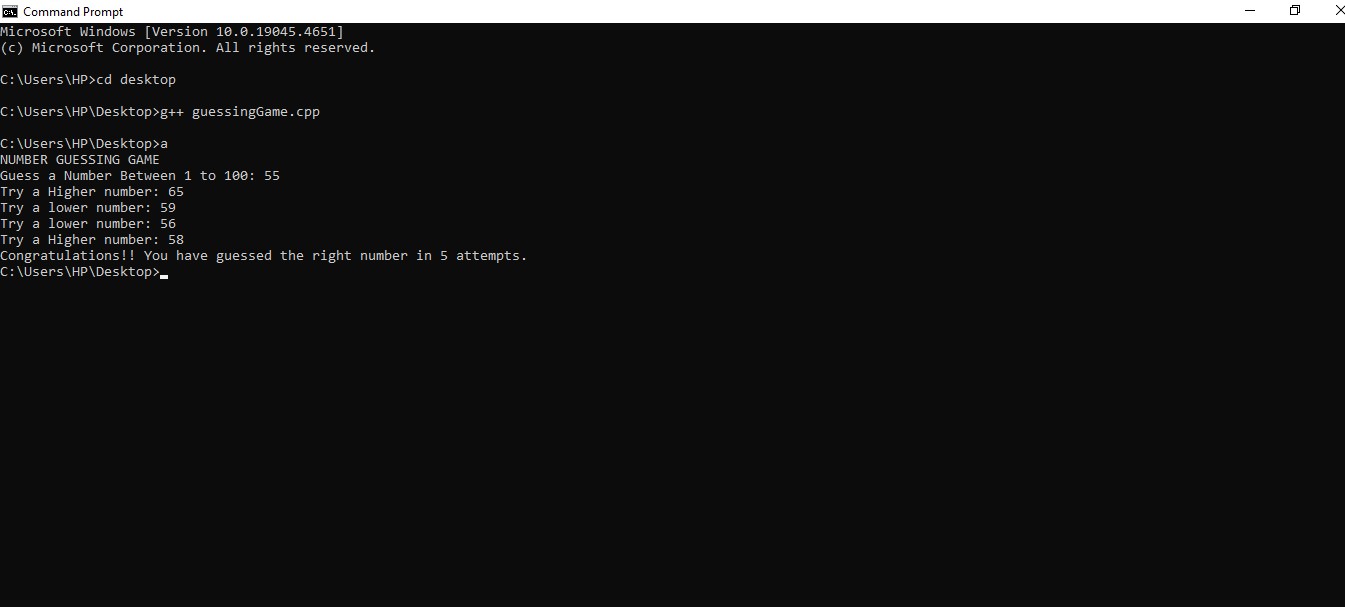 Command Prompt
Microsoft Windows [Version 10.0.19045.4651]
(c) Microsoft Corporation. All rights reserved.
C:\Users\HP>cd desktop
C:\Users\HP\Desktop>g++ guessingGame.cpp
C:\Users\HP\Desktop>a
NUMBER GUESSING GAME
Guess a Number Between 1 to 100: 55
Try a Higher number: 65
Try a lower number: 59
Try a lower number: 56
Try a Higher number: 58
Congratulations!! You have guessed the right number in 5 attempts.
C:\Users\HP\Desktop>